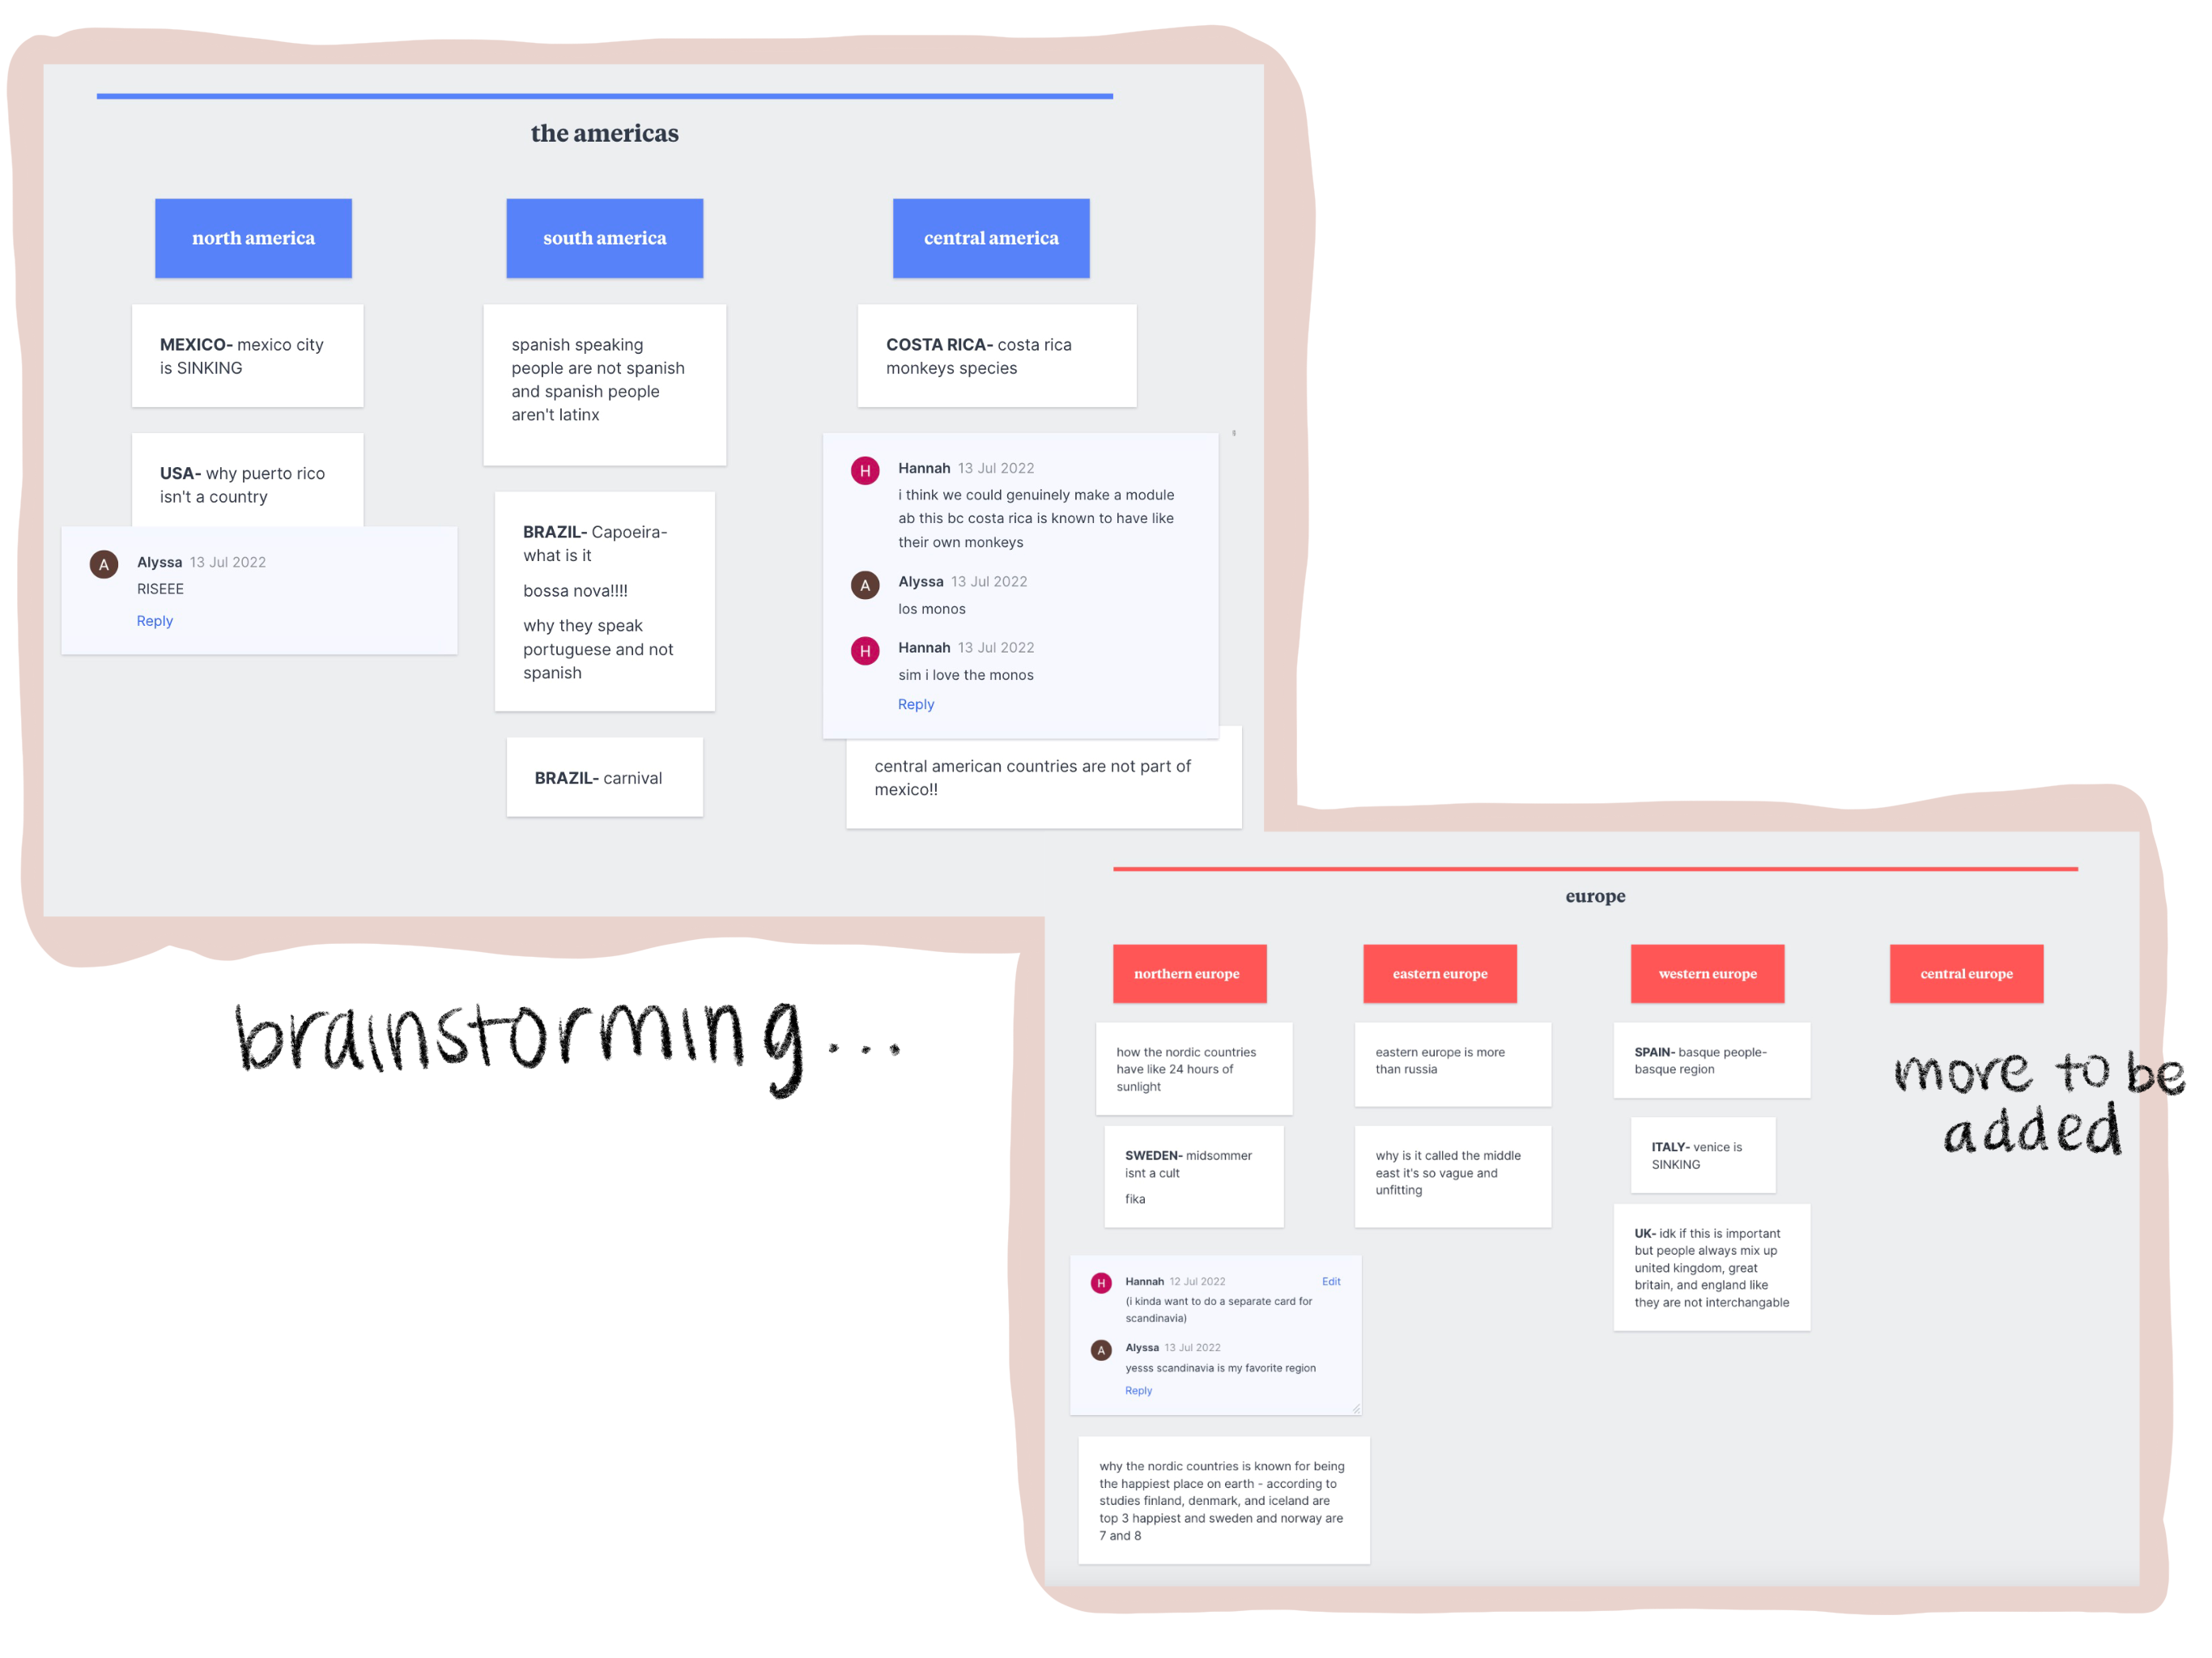 the americas
north america
MEXICO- mexico city
is SINKING
USA- why puerto rico
isn't a country
A
Alyssa 13 Jul 2022
RISEEE
Reply
south america
spanish speaking
people are not spanish
and spanish people
aren't latinx
BRAZIL- Capoeira-
what is it
bossa nova!!!!
why they speak
portuguese and not
spanish
BRAZIL- carnival
central america
COSTA RICA- costa rica
monkeys species
H
Hannah 13 Jul 2022
i think we could genuinely make a module
ab this bc costa rica is known to have like
their own monkeys
A
Alyssa 13 Jul 2022
los monos
H
Hannah 13 Jul 2022
sim i love the monos
Reply
central american countries are not part of
mexico!!
brainstorming...
europe
northern europe
how the nordic countries
have like 24 hours of
sunlight
SWEDEN- midsommer
isnt a cult
fika
H
Hannah 12 Jul 2022 Edit
(i kinda want to do a separate card for
scandinavia)
A
Alyssa 13 Jul 2022
yesss scandinavia is my favorite region
Reply
why the nordic countries is known for being
the happiest place on earth - according to
studies finland, denmark, and iceland are
top 3 happiest and sweden and norway are
7 and 8
eastern europe
eastern europe is more
than russia
why is it called the middle
east it's so vague and
unfitting
western europe
SPAIN- basque people-
basque region
ITALY- venice is
SINKING
UK- idk if this is important
but people always mix up
united kingdom, great
britain, and england like
they are not interchangable
central europe
more to be
added